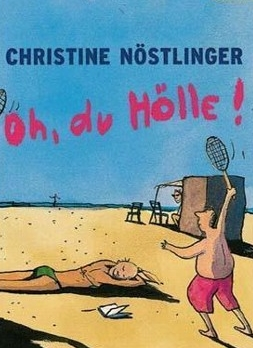 CHRISTINE NÖSTLINGER
Oh, du Hölle!